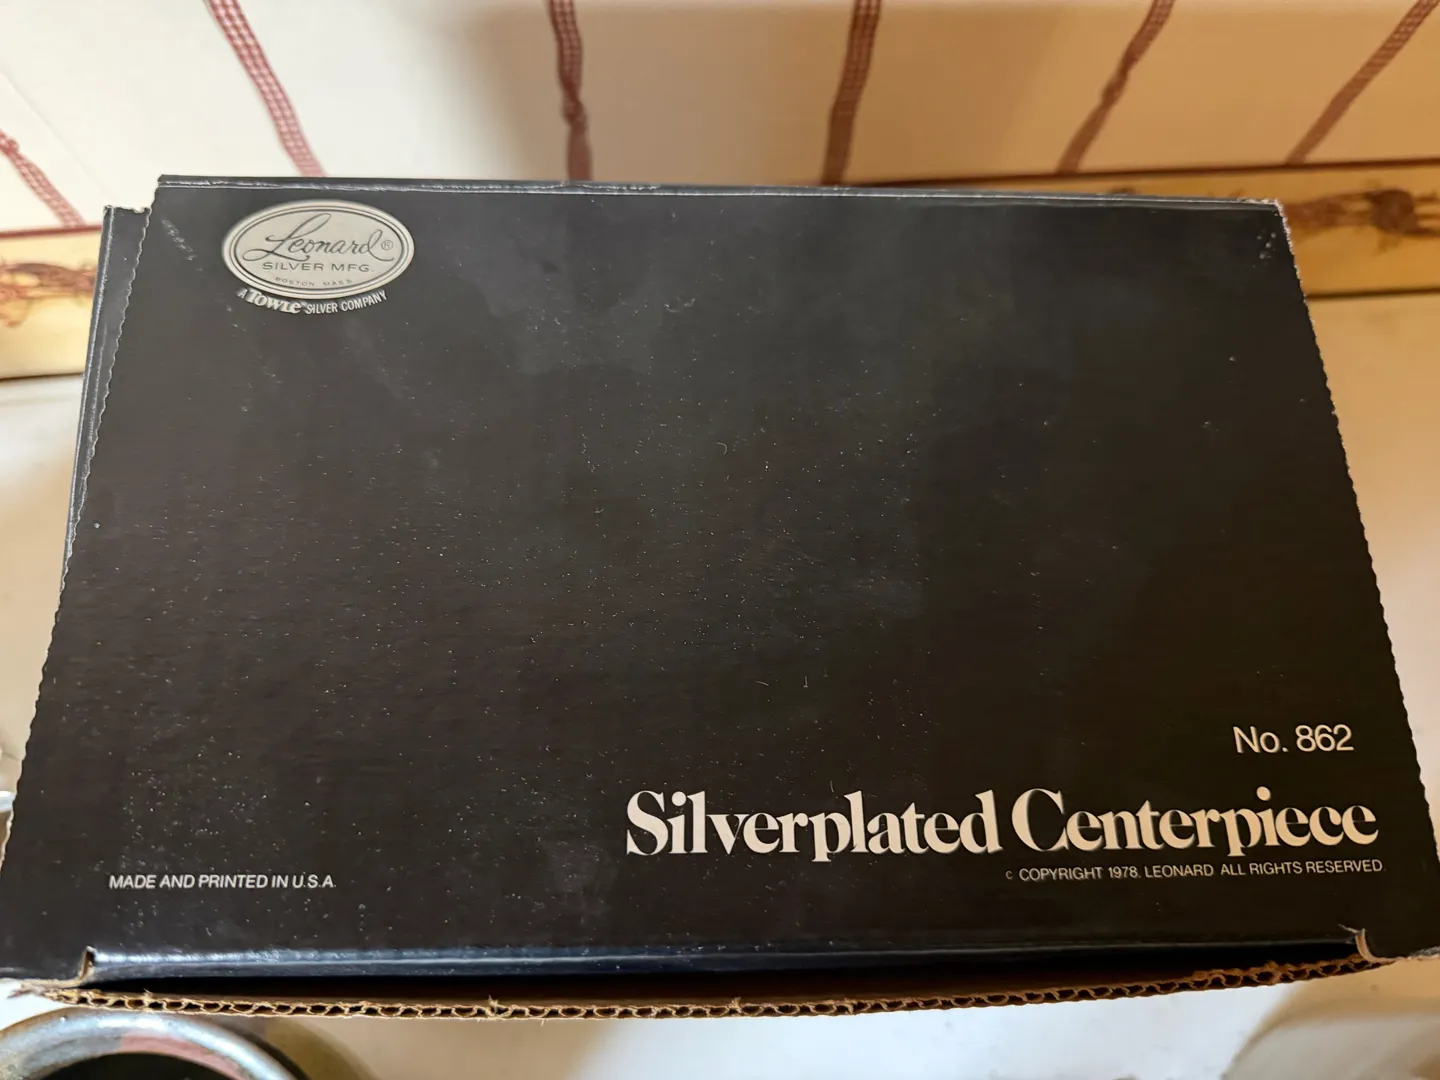 Leonard®
SILVER MFG.
BOSTON MASS
A TOWLE® SILVER COMPANY
No. 862
Silverplated Centerpiece
C COPYRIGHT 1978. LEONARD ALL RIGHTS RESERVED.
MADE AND PRINTED IN U.S.A.